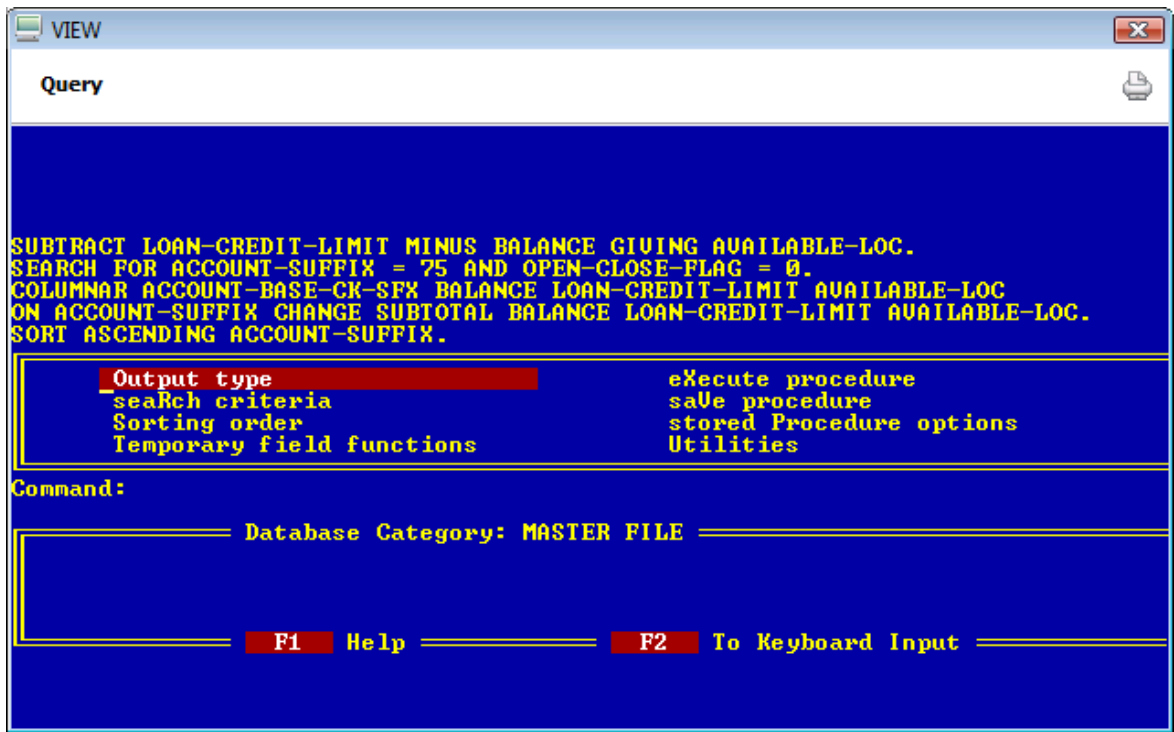 VIEW
Query
SUBTRACT LOAN-CREDIT-LIMIT MINUS BALANCE GIVING AVAILABLE-LOC.
SEARCH FOR ACCOUNT-SUFFIX = 75 AND OPEN-CLOSE-FLAG = 0.
COLUMNAR ACCOUNT-BASE-CK-SFX BALANCE LOAN-CREDIT-LIMIT AVAILABLE-LOC
ON ACCOUNT-SUFFIX CHANGE SUBTOTAL BALANCE LOAN-CREDIT-LIMIT AVAILABLE-LOC.
SORT ASCENDING ACCOUNT-SUFFIX.
Output type eXecute procedure
seaRch criteria saVe procedure
Sorting order stored Procedure options
Temporary field functions Utilities
Command:
Database Category: MASTER FILE
F1 Help F2 To Keyboard Input